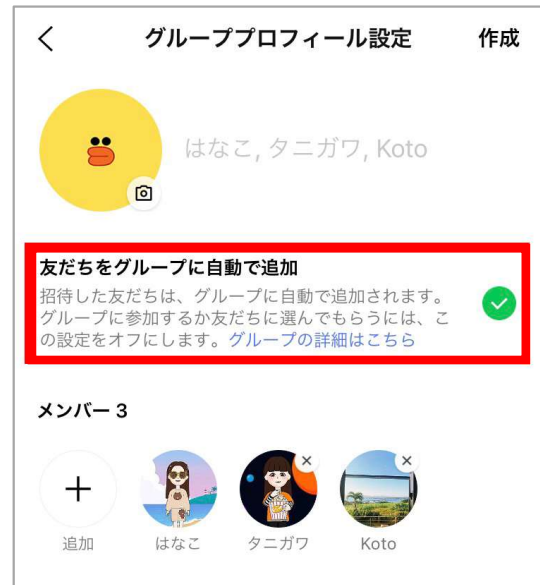 グループプロフィール設定 作成
はなこ, タニガワ, Koto
友だちをグループに自動で追加
招待した友だちは、グループに自動で追加されます。
グループに参加するか友だちに選んでもらうには、こ
の設定をオフにします。グループの詳細はこちら
メンバー 3
追加 はなこ タニガワ Koto